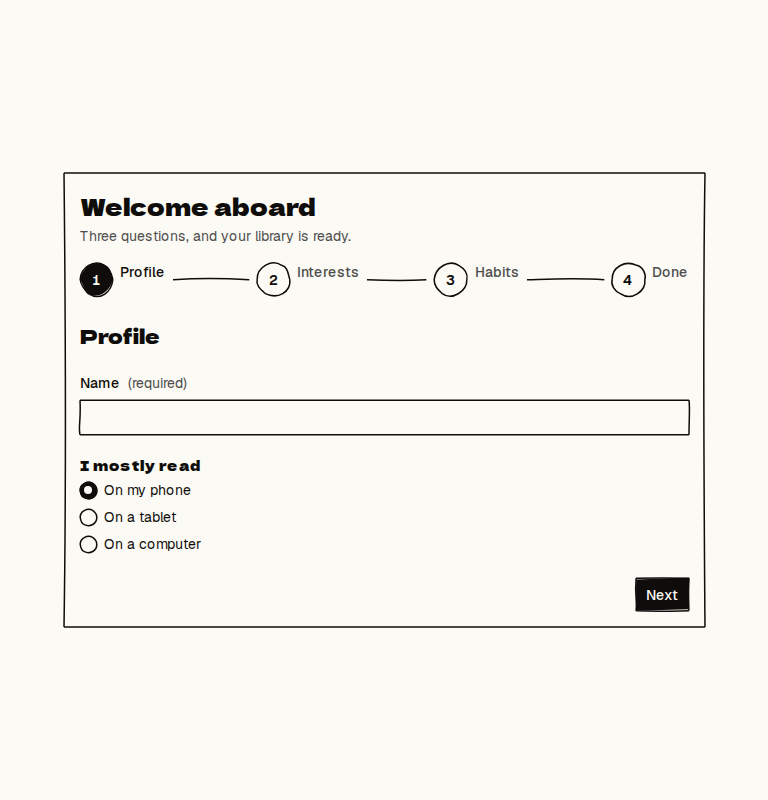 Welcome aboard
Three questions, and your library is ready.
1 Profile 2 Interests 3 Habits 4 Done
Profile
Name (required)
I mostly read
On my phone
On a tablet
On a computer
Next